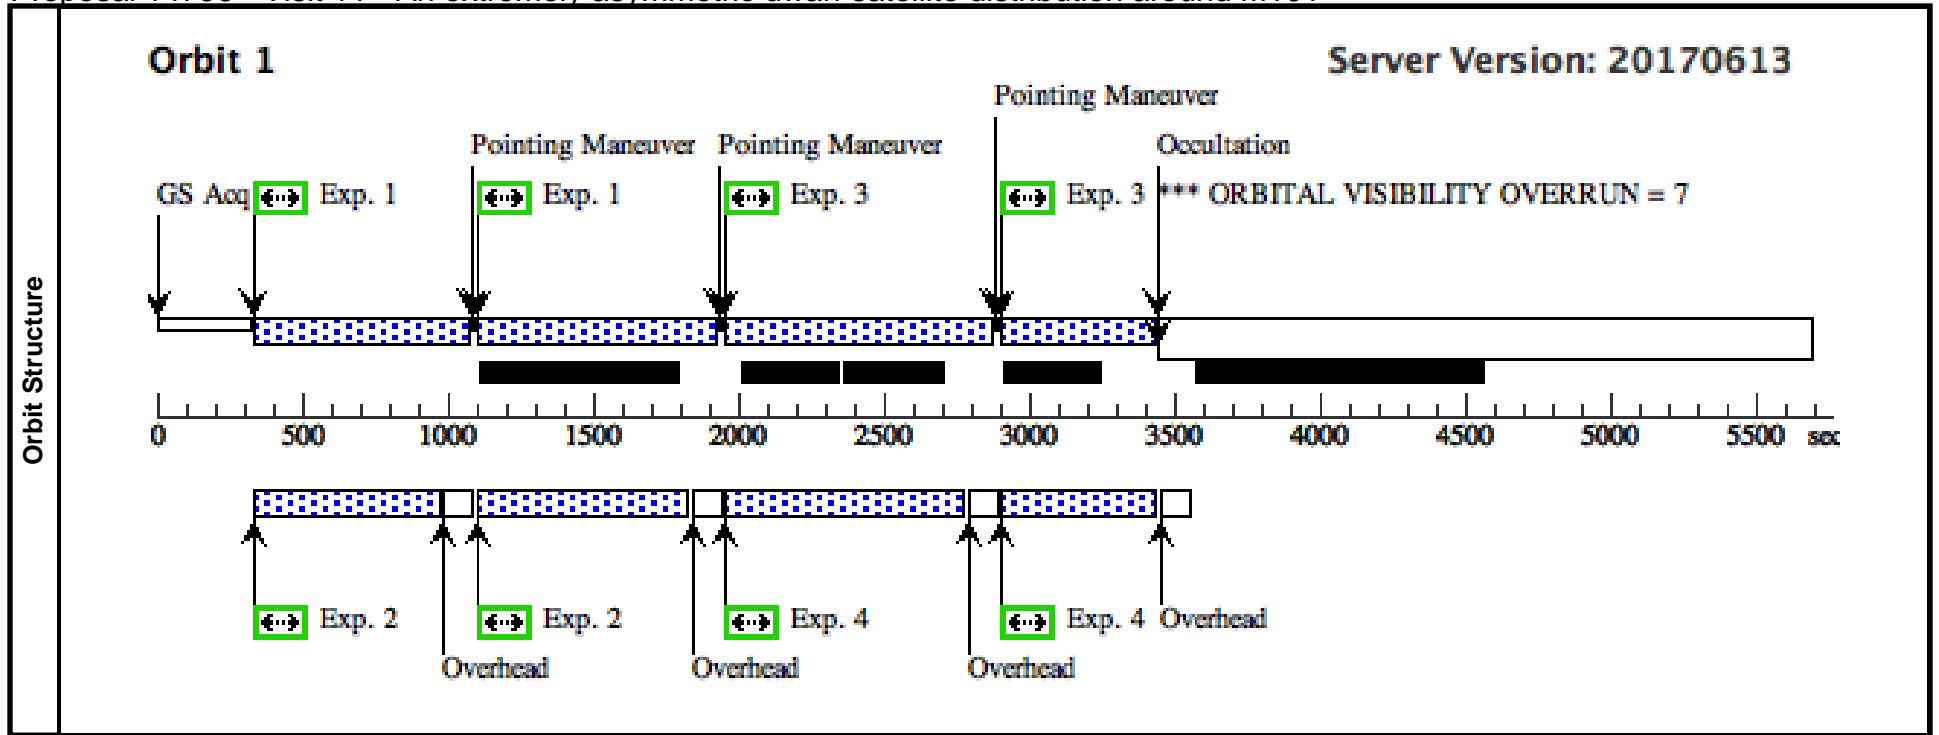 Orbit 1
Server Version: 20170613
Pointing Maneuver
Pointing Maneuver Pointing Maneuver Occultation
GS Acq Exp. 1 Exp. 1 Exp. 3 Exp. 3 *** ORBITAL VISIBILITY OVERRUN = 7
Orbit Structure
0 500 1000 1500 2000 2500 3000 3500 4000 4500 5000 5500 sec
Exp. 2 Exp. 2 Exp. 4 Exp. 4 Overhead
Overhead Overhead Overhead